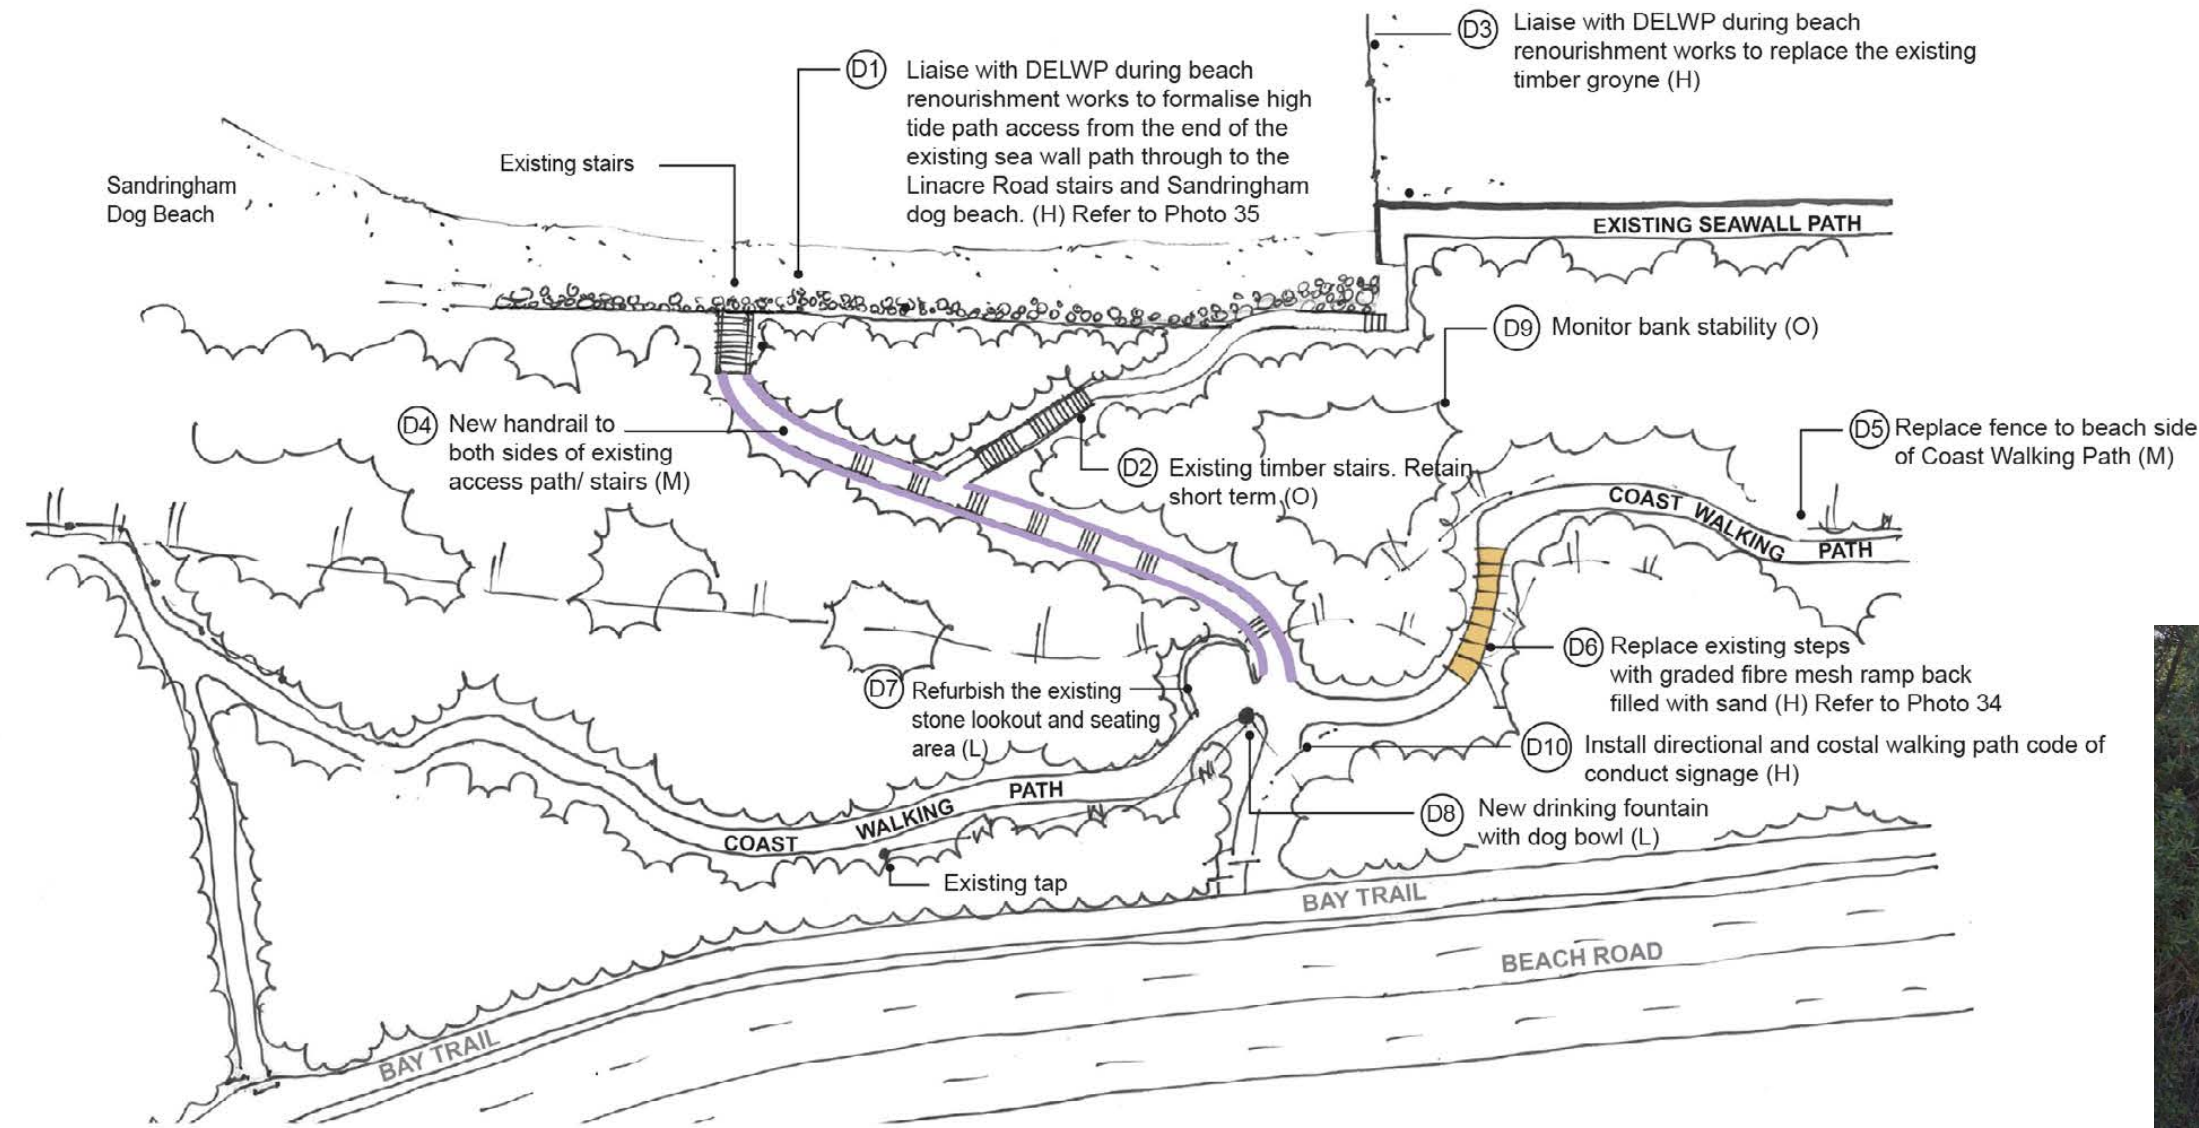 D3 Liaise with DELWP during beach
renourishment works to replace the existing
timber groyne (H)
D1 Liaise with DELWP during beach
renourishment works to formalise high
tide path access from the end of the
existing sea wall path through to the
Linacre Road stairs and Sandringham
dog beach. (H) Refer to Photo 35
Existing stairs
Sandringham
Dog Beach
EXISTING SEAWALL PATH
D9 Monitor bank stability (O)
D4 New handrail to
both sides of existing
access path/ stairs (M)
D5 Replace fence to beach side
of Coast Walking Path (M)
D2 Existing timber stairs. Retain
short term (O)
COAST WALKING PATH
D6 Replace existing steps
with graded fibre mesh ramp back
filled with sand (H) Refer to Photo 34
D7 Refurbish the existing
stone lookout and seating
area (L)
D10 Install directional and costal walking path code of
conduct signage (H)
D8 New drinking fountain
with dog bowl (L)
COAST WALKING PATH
Existing tap
BAY TRAIL
BEACH ROAD
BAY TRAIL